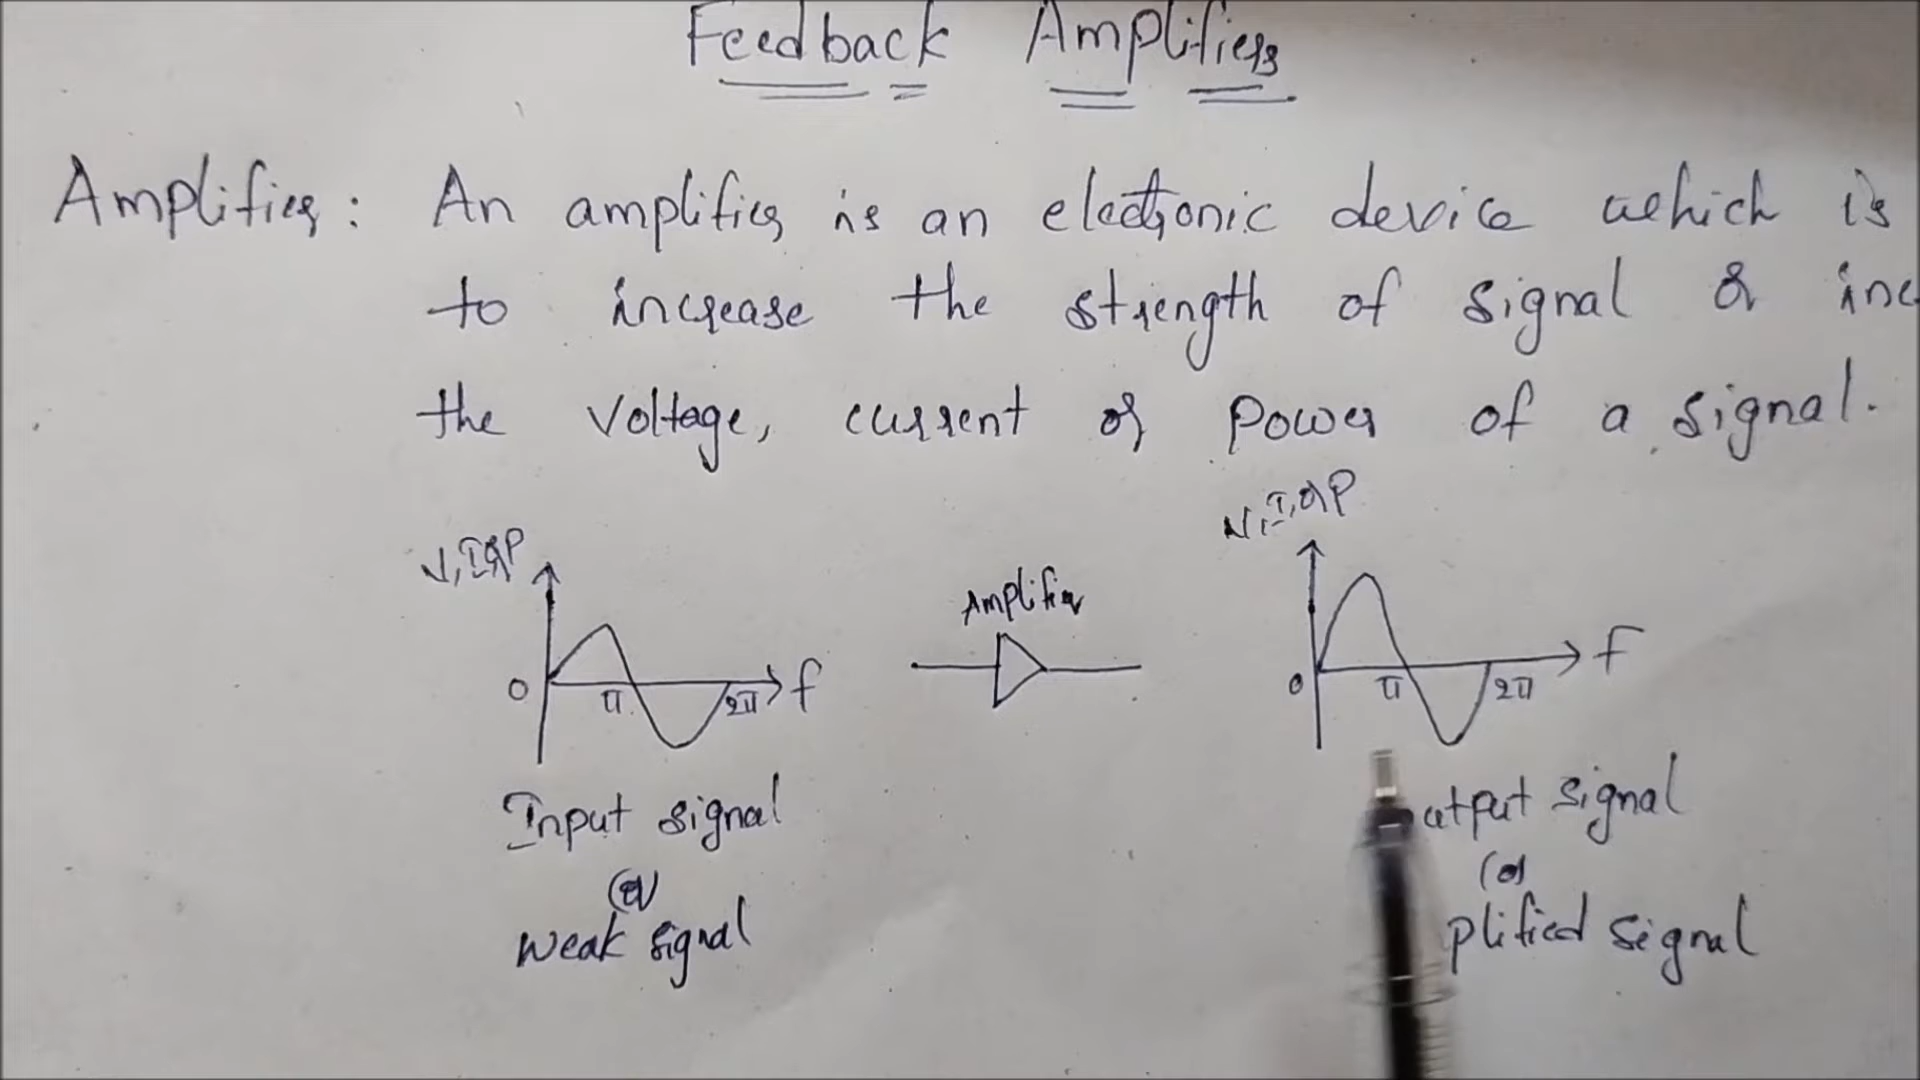 Feedback Amplifiers
Amplifier: An amplifier is an electronic device which is
to increase the strength of signal & inc
the voltage, current or power of a signal.
V, I or P
V, I, or P
Amplifier
f
f
0
π
2π
0
π
2π
Input signal
utput signal
(or)
(or)
weak signal
plified signal